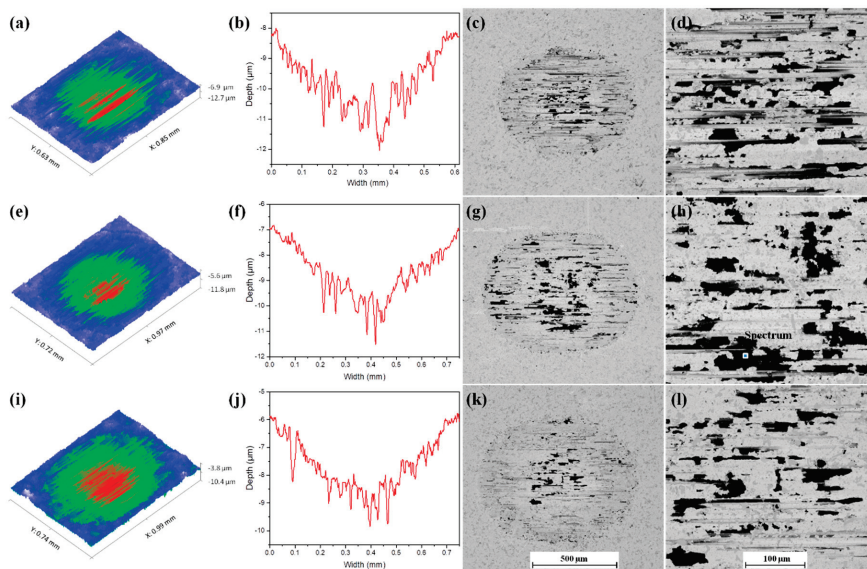 (a)
-6.9 μm
-12.7 μm
Y: 0.63 mm
X: 0.85 mm
(b)
Depth (μm)
-8
-9
-10
-11
-12
0.0 0.1 0.2 0.3 0.4 0.5 0.6
Width (mm)
(c)
(d)
(e)
-5.6 μm
-11.8 μm
Y: 0.72 mm
X: 0.97 mm
(f)
Depth (μm)
-6
-7
-8
-9
-10
-11
-12
0.0 0.1 0.2 0.3 0.4 0.5 0.6 0.7
Width (mm)
(g)
(h)
Spectrum
(i)
-3.8 μm
-10.4 μm
Y: 0.74 mm
X: 0.99 mm
(j)
Depth (μm)
-5
-6
-7
-8
-9
-10
0.0 0.1 0.2 0.3 0.4 0.5 0.6 0.7
Width (mm)
(k)
500 μm
(l)
100 μm